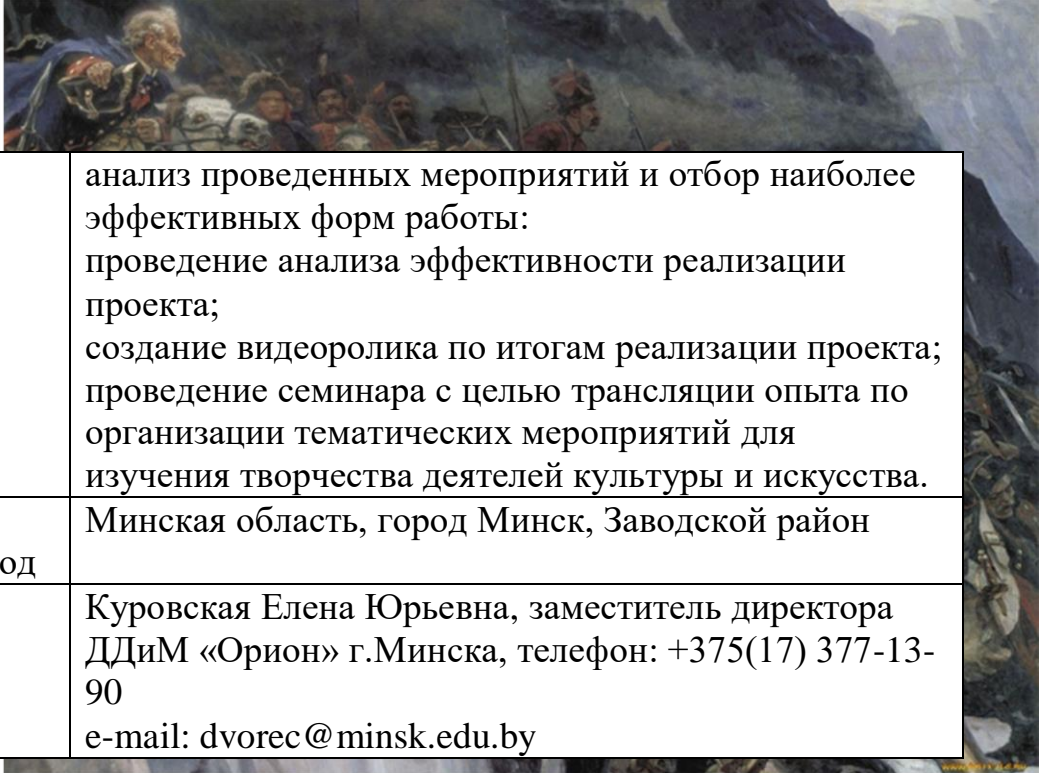 анализ проведенных мероприятий и отбор наиболее
эффективных форм работы:
проведение анализа эффективности реализации
проекта;
создание видеоролика по итогам реализации проекта;
проведение семинара с целью трансляции опыта по
организации тематических мероприятий для
изучения творчества деятелей культуры и искусства.
Минская область, город Минск, Заводской район
од
Куровская Елена Юрьевна, заместитель директора
ДДиМ «Орион» г.Минска, телефон: +375(17) 377-13-
90
e-mail: dvorec@minsk.edu.by